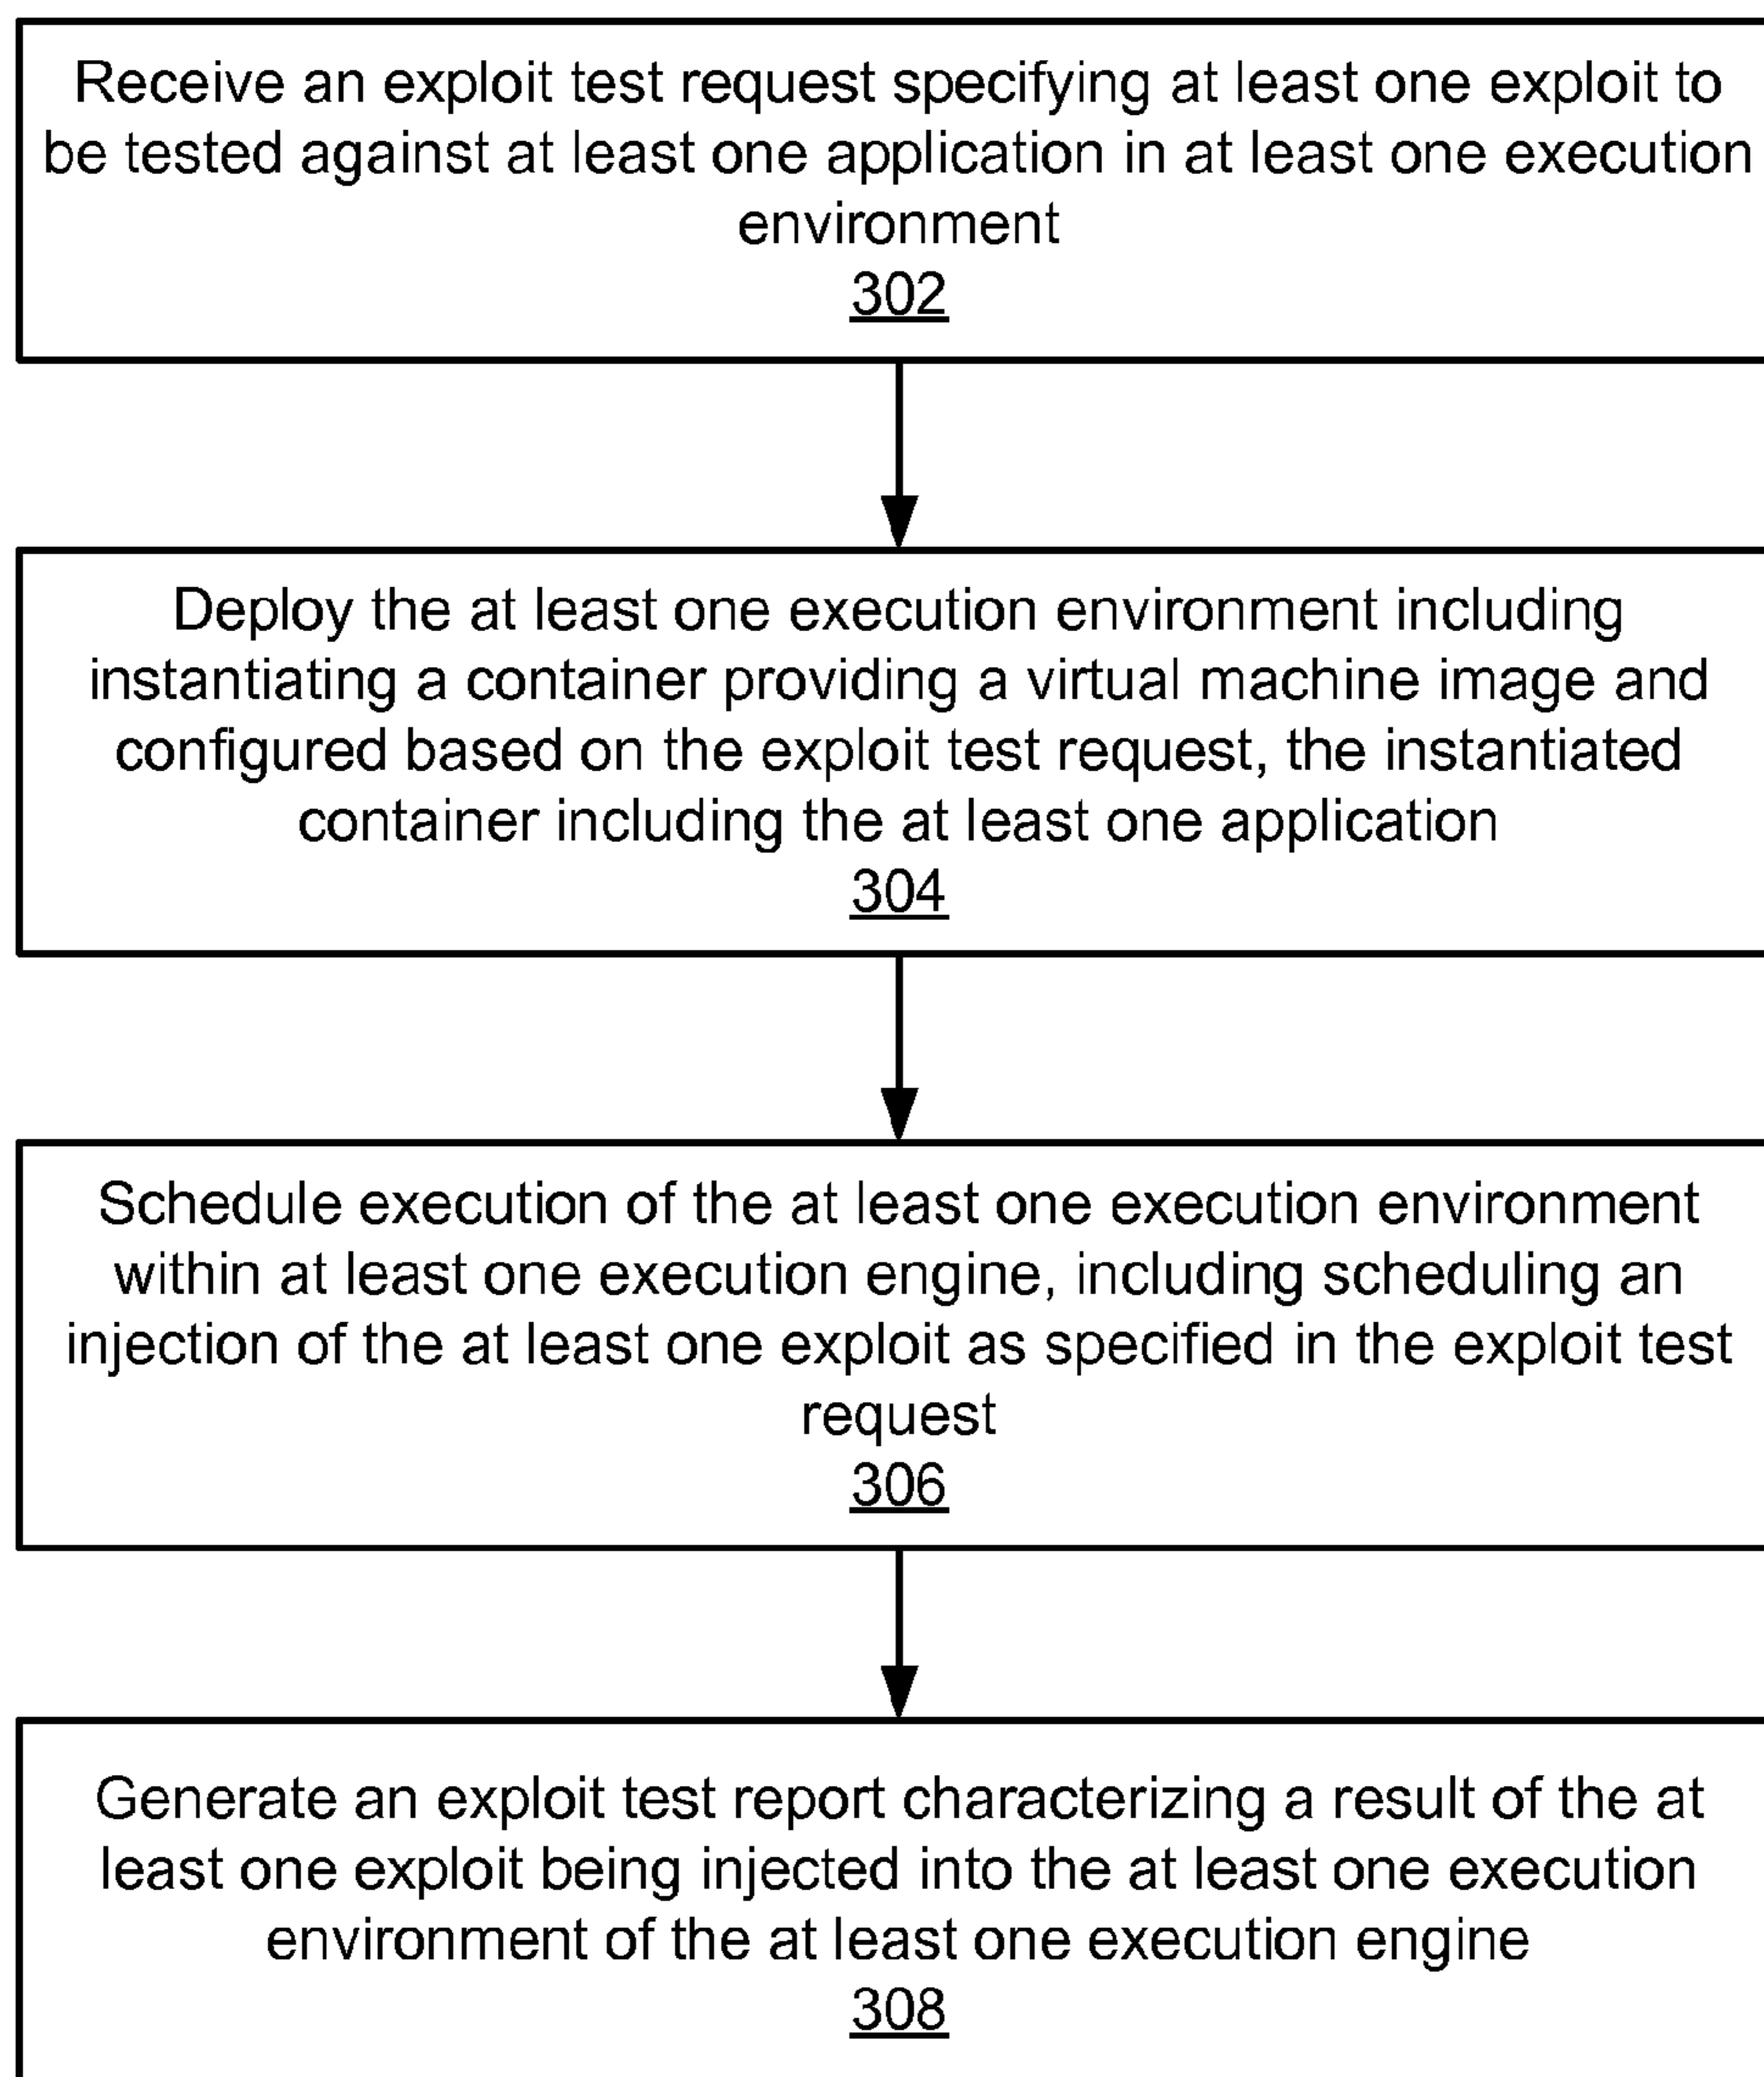 Receive an exploit test request specifying at least one exploit to
be tested against at least one application in at least one execution
environment
302
Deploy the at least one execution environment including
instantiating a container providing a virtual machine image and
configured based on the exploit test request, the instantiated
container including the at least one application
304
Schedule execution of the at least one execution environment
within at least one execution engine, including scheduling an
injection of the at least one exploit as specified in the exploit test
request
306
Generate an exploit test report characterizing a result of the at
least one exploit being injected into the at least one execution
environment of the at least one execution engine
308